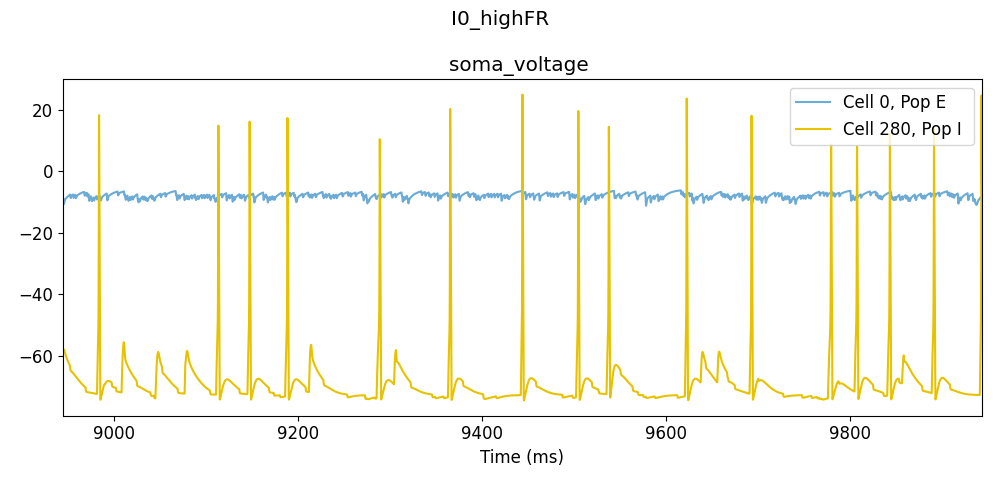 I0_highFR
soma_voltage
Cell 0, Pop E
Cell 280, Pop I
20
0
−20
−40
−60
9000 9200 9400 9600 9800
Time (ms)